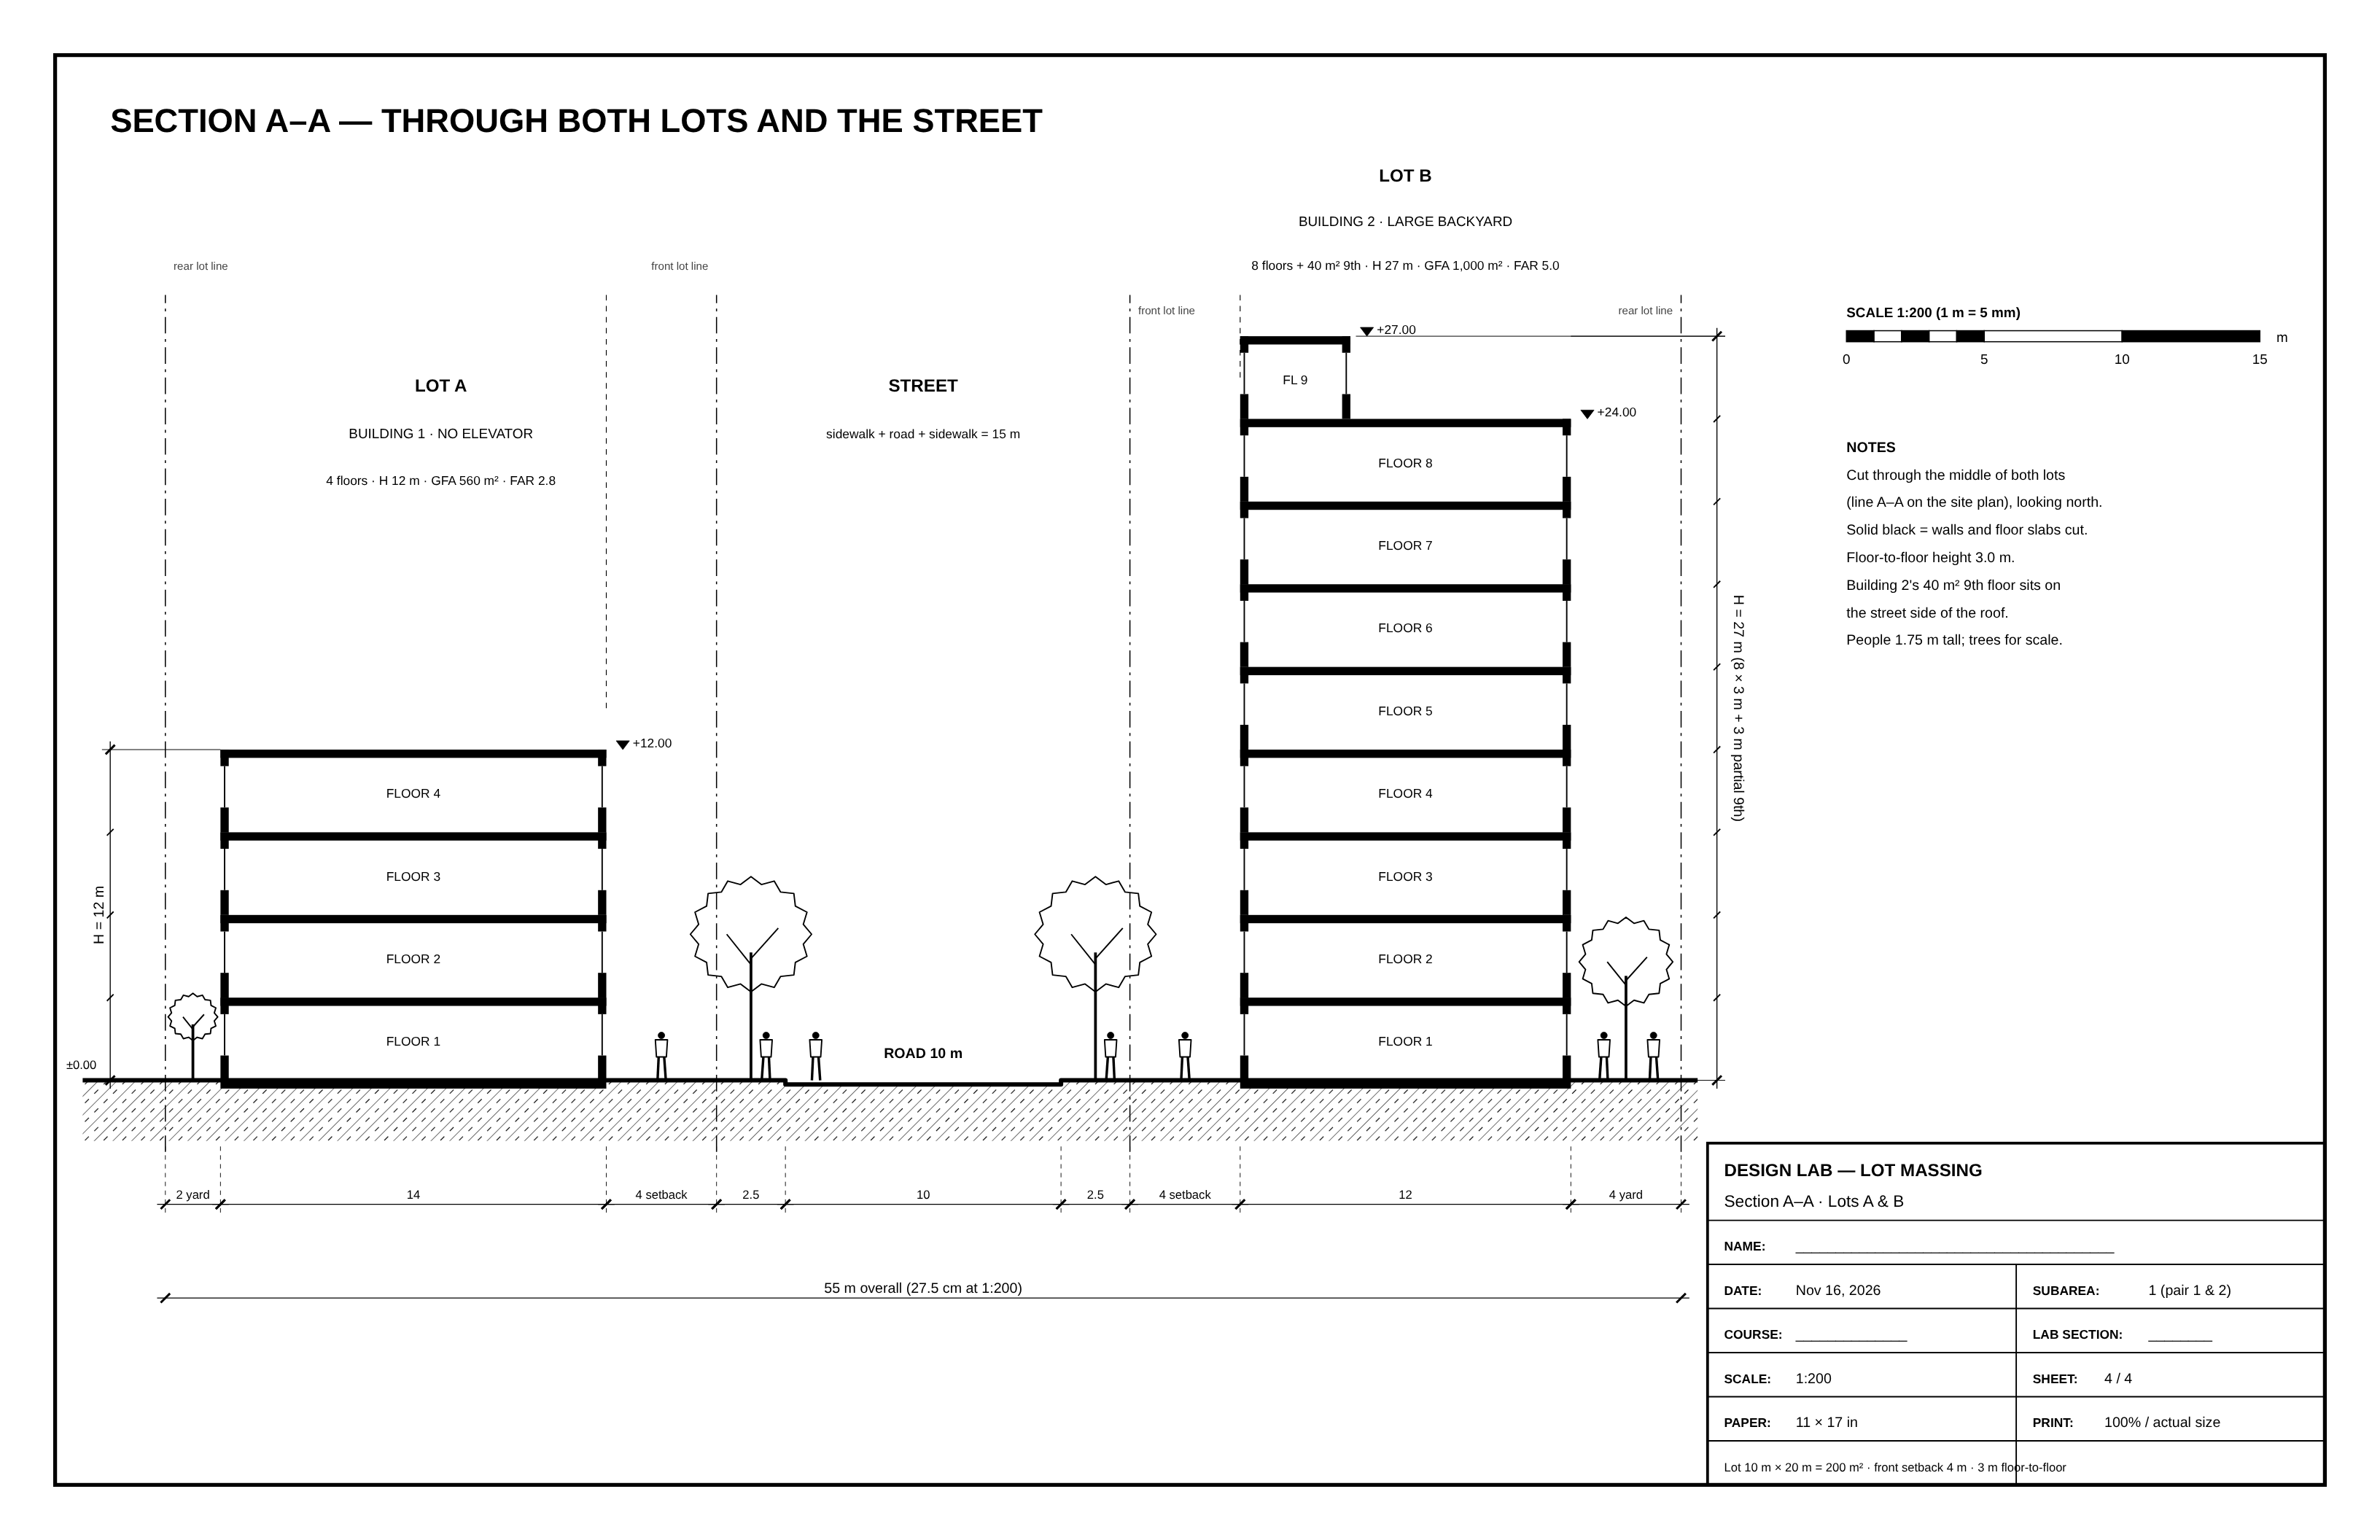 SECTION A–A — THROUGH BOTH LOTS AND THE STREET
LOT B
BUILDING 2 · LARGE BACKYARD
8 floors + 40 m² 9th · H 27 m · GFA 1,000 m² · FAR 5.0
rear lot line
front lot line
front lot line
rear lot line
LOT A
BUILDING 1 · NO ELEVATOR
4 floors · H 12 m · GFA 560 m² · FAR 2.8
STREET
sidewalk + road + sidewalk = 15 m
+27.00
FL 9
+24.00
FLOOR 8
FLOOR 7
FLOOR 6
FLOOR 5
FLOOR 4
FLOOR 3
FLOOR 2
FLOOR 1
H = 27 m (8 × 3 m + 3 m partial 9th)
+12.00
FLOOR 4
FLOOR 3
FLOOR 2
FLOOR 1
H = 12 m
±0.00
ROAD 10 m
2 yard
14
4 setback
2.5
10
2.5
4 setback
12
4 yard
55 m overall (27.5 cm at 1:200)
SCALE 1:200 (1 m = 5 mm)
m
0 5 10 15
NOTES
Cut through the middle of both lots
(line A–A on the site plan), looking north.
Solid black = walls and floor slabs cut.
Floor-to-floor height 3.0 m.
Building 2's 40 m² 9th floor sits on
the street side of the roof.
People 1.75 m tall; trees for scale.
DESIGN LAB — LOT MASSING
Section A–A · Lots A & B
NAME: ________________________________________
DATE: Nov 16, 2026
SUBAREA: 1 (pair 1 & 2)
COURSE: ______________
LAB SECTION: ________
SCALE: 1:200
SHEET: 4 / 4
PAPER: 11 × 17 in
PRINT: 100% / actual size
Lot 10 m × 20 m = 200 m² · front setback 4 m · 3 m floor-to-floor